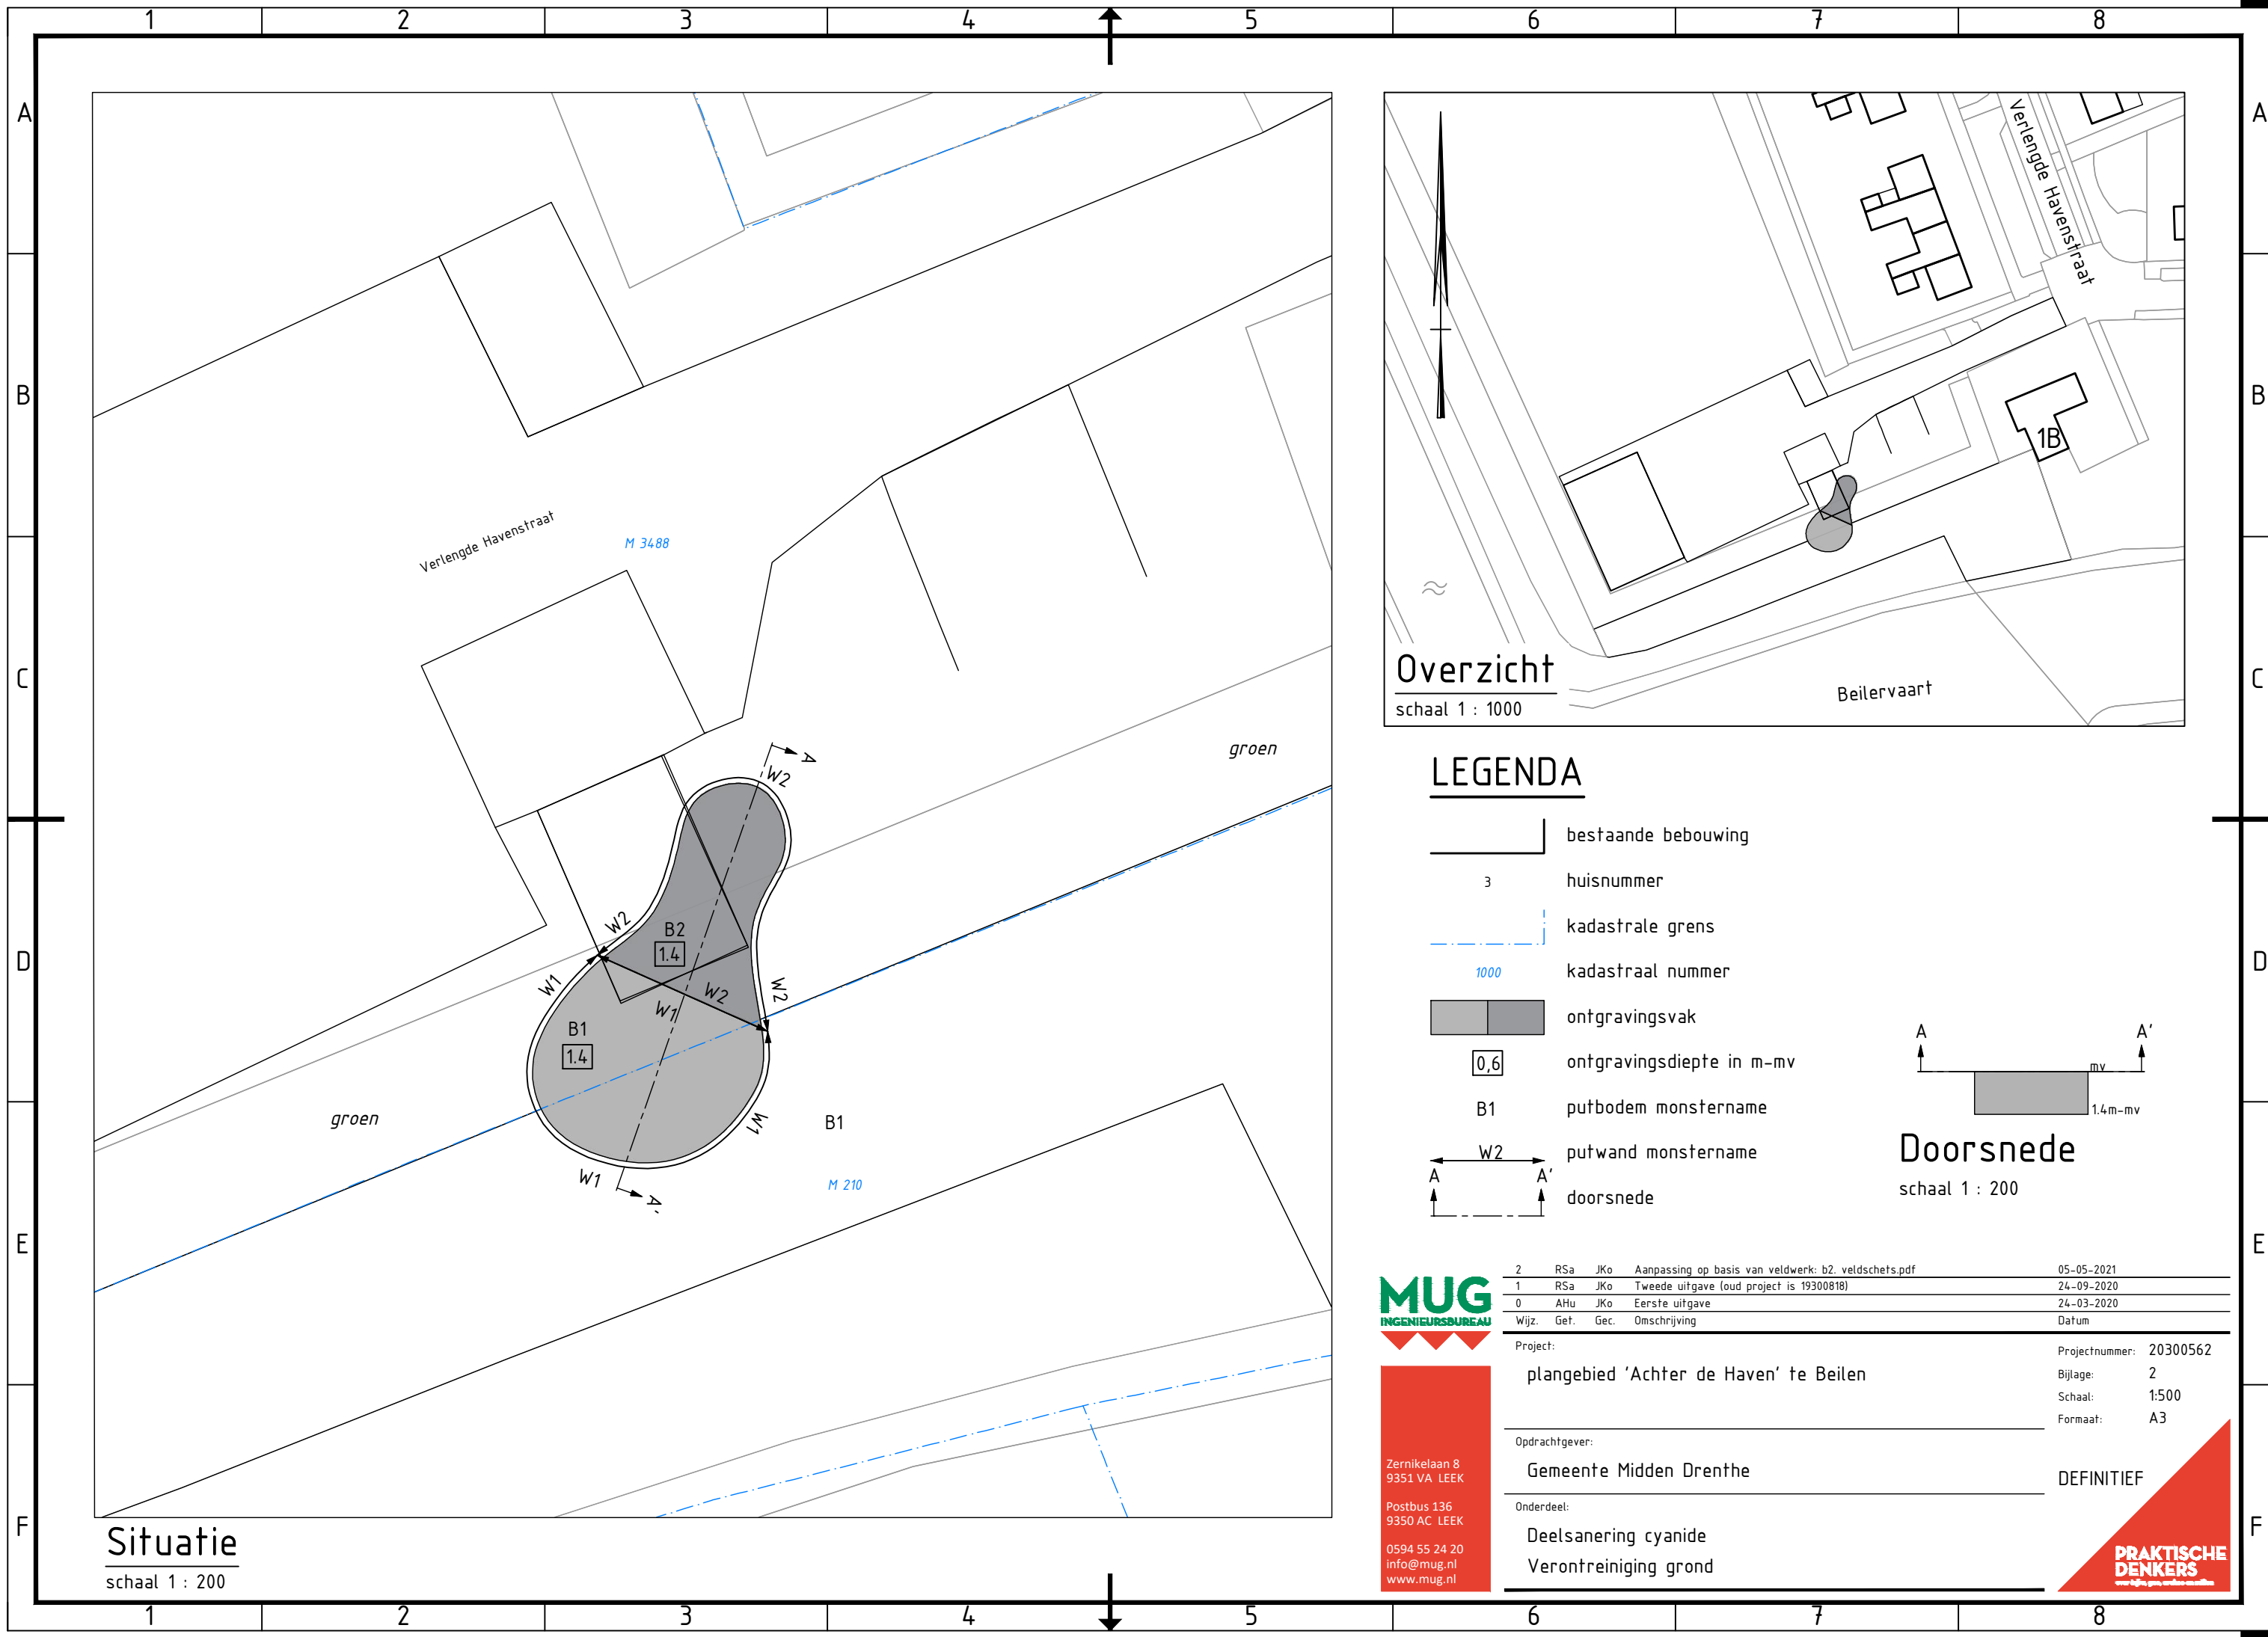 1 2 3 4 5 6 7 8
A
B
C
D
E
F
A
B
C
D
E
F
1 2 3 4 5 6 7 8
Verlengde Havenstraat
M 3488
groen
A
W2
W2
B2
1.4
W1
W2
W2
W1
B1
1.4
groen
W1
B1
W1
A'
M 210
Situatie
schaal 1 : 200
Verlengde Havenstraat
1B
Overzicht
schaal 1 : 1000
Beilervaart
LEGENDA
bestaande bebouwing
3 huisnummer
kadastrale grens
1000 kadastraal nummer
ontgravingsvak
0,6 ontgravingsdiepte in m-mv
B1 putbodem monstername
W2 putwand monstername
A A' doorsnede
A A'
mv
1.4m-mv
Doorsnede
schaal 1 : 200
MUG
INGENIEURSBUREAU
Zernikelaan 8
9351 VA LEEK
Postbus 136
9350 AC LEEK
0594 55 24 20
info@mug.nl
www.mug.nl
2 RSa JKo Aanpassing op basis van veldwerk: b2. veldschets.pdf 05-05-2021
1 RSa JKo Tweede uitgave (oud project is 19300818) 24-09-2020
0 AHu JKo Eerste uitgave 24-03-2020
Wijz. Get. Gec. Omschrijving Datum
Project:
plangebied 'Achter de Haven' te Beilen
Opdrachtgever:
Gemeente Midden Drenthe
Onderdeel:
Deelsanering cyanide
Verontreiniging grond
Projectnummer: 20300562
Bijlage: 2
Schaal: 1:500
Formaat: A3
DEFINITIEF
PRAKTISCHE
DENKERS